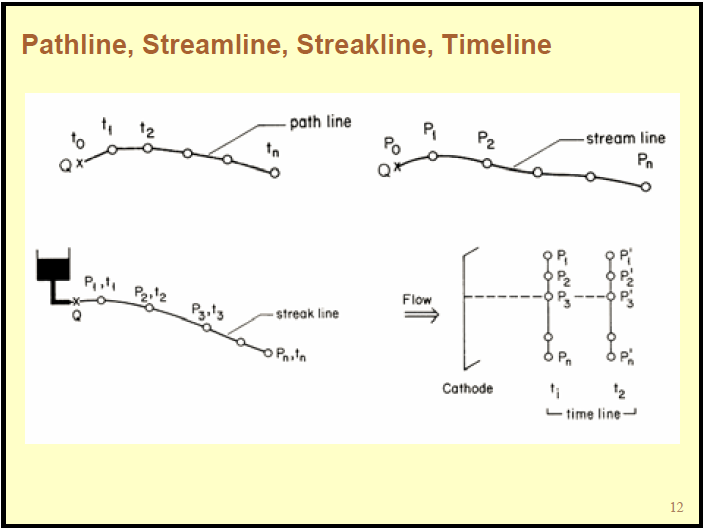 Pathline, Streamline, Streakline, Timeline
t0 t1 t2 path line tn
Q
P0 P1 P2 stream line Pn
Q
P1,t1 P2,t2 P3,t3 streak line Pn,tn
Q
Flow
Cathode
P1 P1'
P2 P2'
P3 P3'
Pn Pn'
ti t2
time line
12